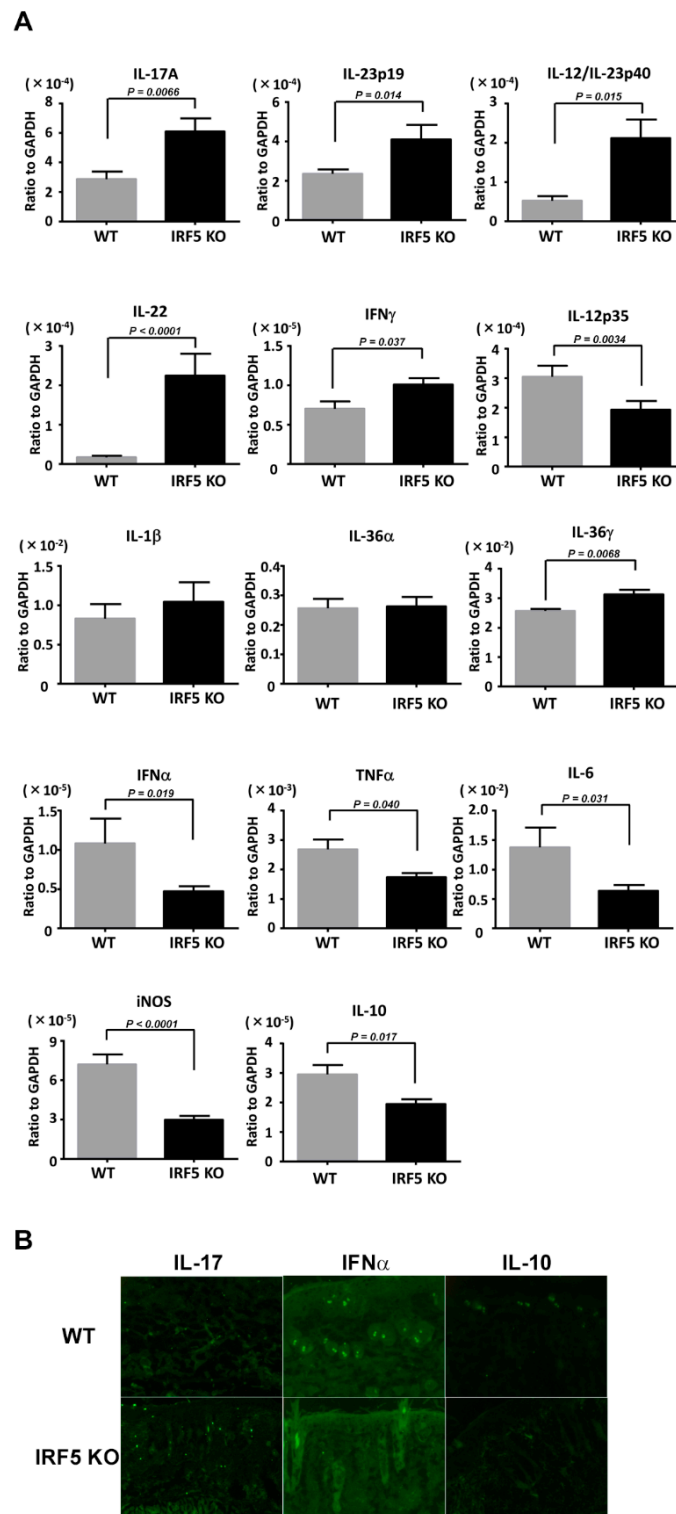 A
IL-17A
(×10-4)
P = 0.0066
Ratio to GAPDH
8
6
4
2
0
WT
IRF5 KO
IL-23p19
(×10-4)
P = 0.014
Ratio to GAPDH
6
4
2
0
WT
IRF5 KO
IL-12/IL-23p40
(×10-4)
P = 0.015
Ratio to GAPDH
3
2
1
0
WT
IRF5 KO
IL-22
(×10-4)
P < 0.0001
Ratio to GAPDH
3
2
1
0
WT
IRF5 KO
IFNγ
(×10-5)
P = 0.037
Ratio to GAPDH
1.5
1.0
0.5
0
WT
IRF5 KO
IL-12p35
(×10-4)
P = 0.0034
Ratio to GAPDH
4
3
2
1
0
WT
IRF5 KO
IL-1β
(×10-2)
Ratio to GAPDH
1.5
1.0
0.5
0
WT
IRF5 KO
IL-36α
Ratio to GAPDH
0.4
0.3
0.2
0.1
0
WT
IRF5 KO
IL-36γ
(×10-2)
P = 0.0068
Ratio to GAPDH
4
3
2
1
0
WT
IRF5 KO
IFNα
(×10-5)
P = 0.019
Ratio to GAPDH
1.5
1.0
0.5
0
WT
IRF5 KO
TNFα
(×10-3)
P = 0.040
Ratio to GAPDH
4
3
2
1
0
WT
IRF5 KO
IL-6
(×10-2)
P = 0.031
Ratio to GAPDH
2.0
1.5
1.0
0.5
0
WT
IRF5 KO
iNOS
(×10-5)
P < 0.0001
Ratio to GAPDH
9
6
3
0
WT
IRF5 KO
IL-10
(×10-5)
P = 0.017
Ratio to GAPDH
4
3
2
1
0
WT
IRF5 KO
B
IL-17 IFNα IL-10
WT
IRF5 KO